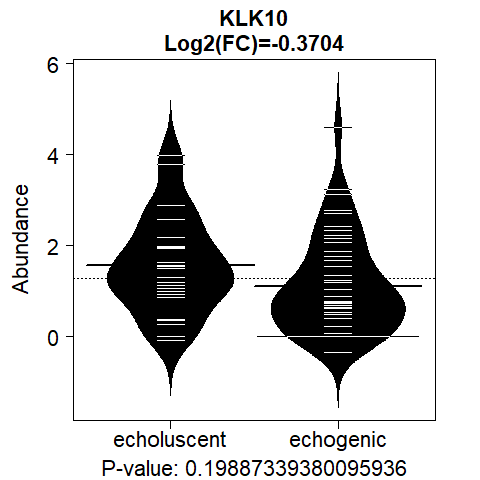 KLK10
Log2(FC)=-0.3704
6
4
2
0
Abundance
echoluscent echogenic
P-value: 0.19887339380095936